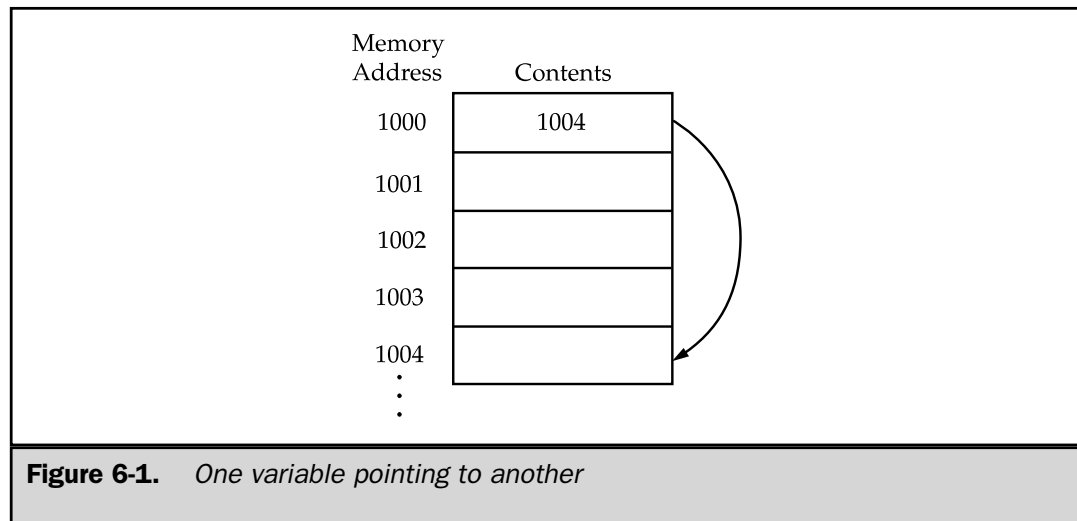 Memory
Address Contents
1000 1004
1001
1002
1003
1004
Figure 6-1. One variable pointing to another